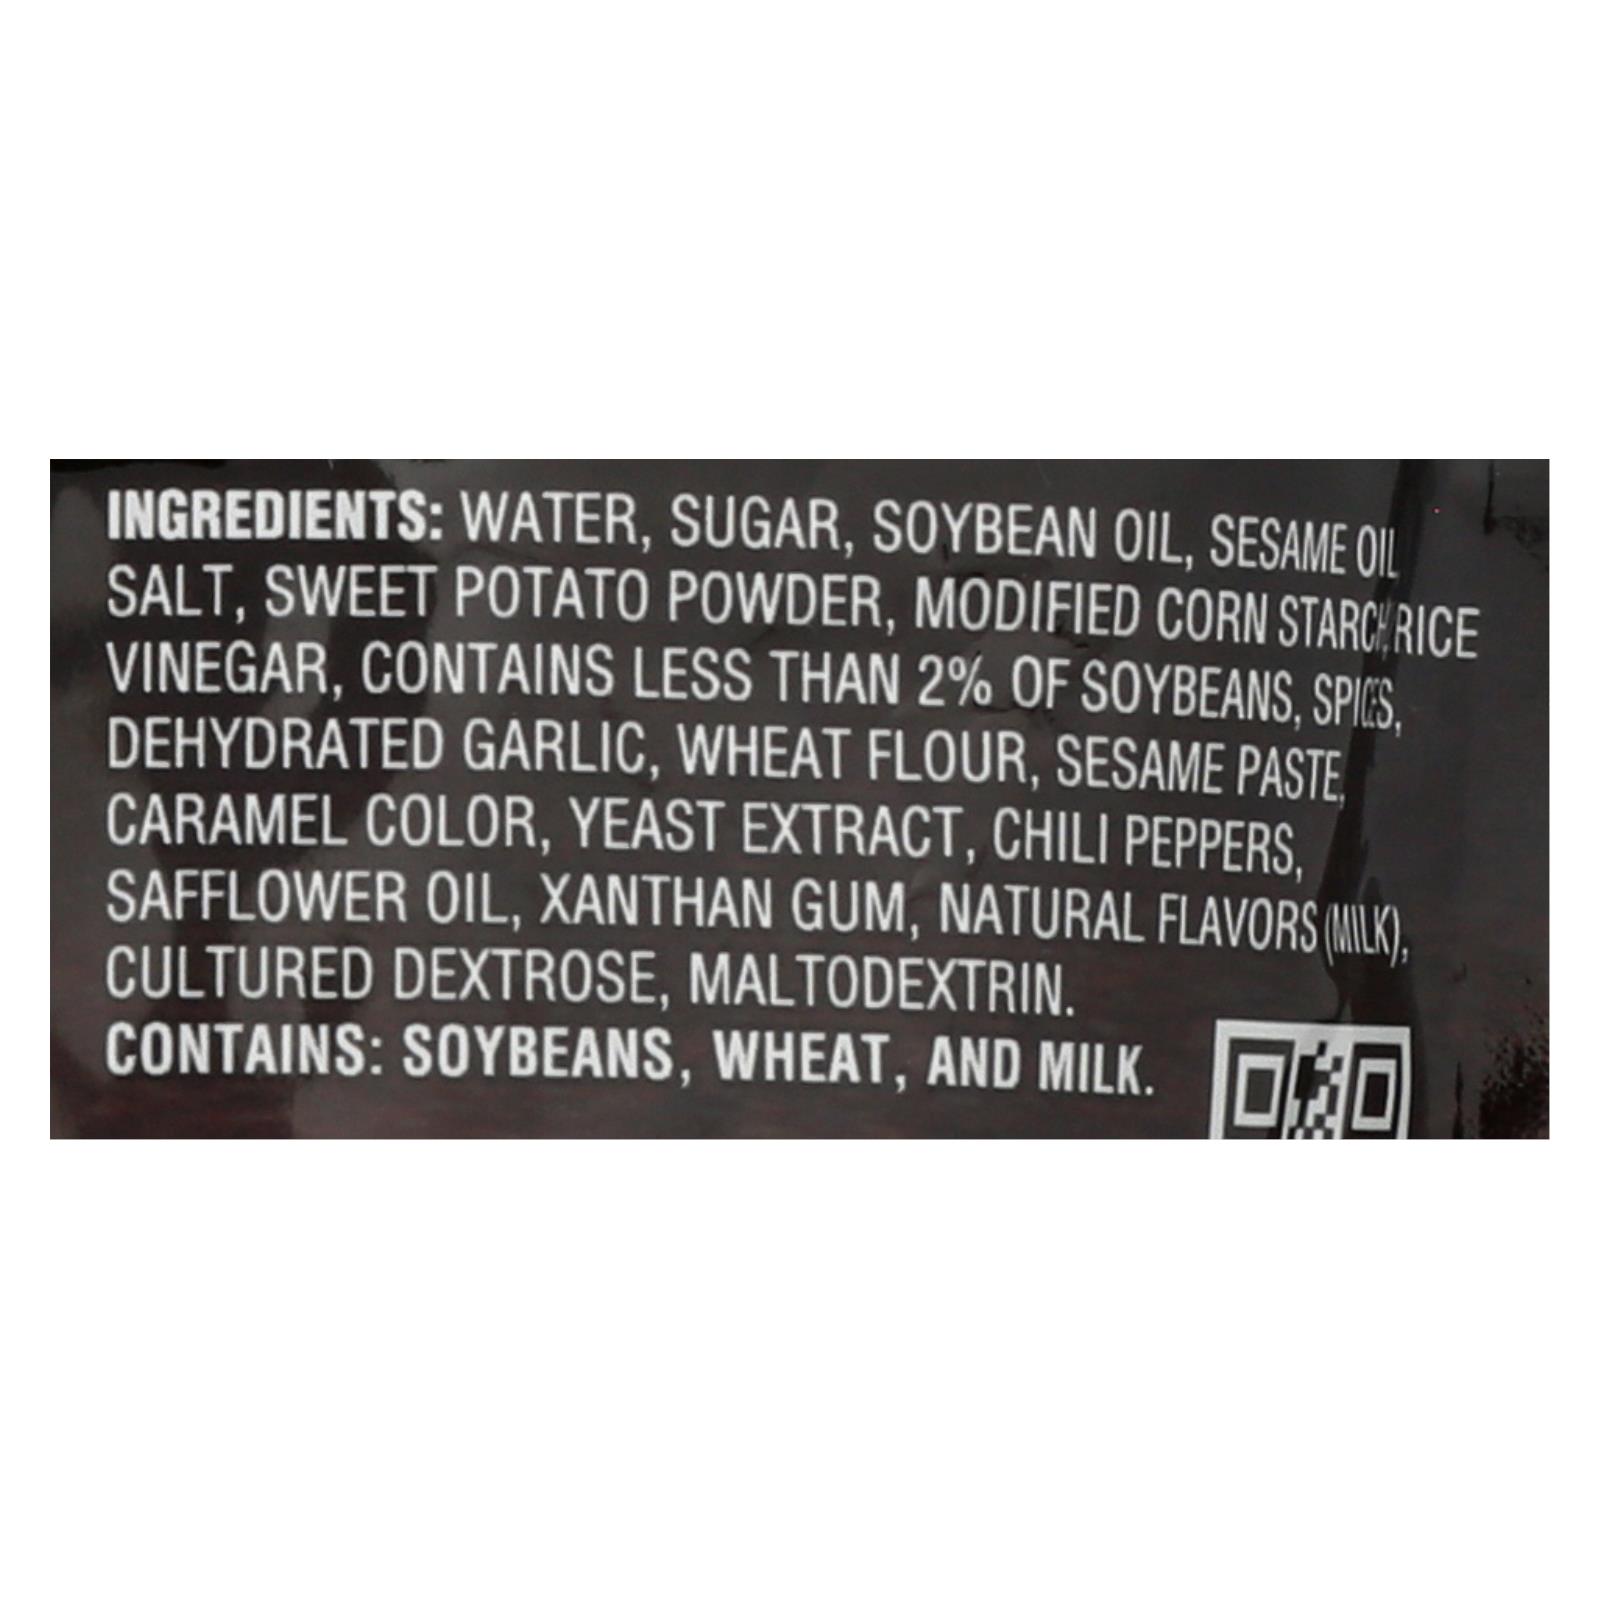 INGREDIENTS: WATER, SUGAR, SOYBEAN OIL, SESAME OIL
SALT, SWEET POTATO POWDER, MODIFIED CORN STARCH, RICE
VINEGAR, CONTAINS LESS THAN 2% OF SOYBEANS, SPICES,
DEHYDRATED GARLIC, WHEAT FLOUR, SESAME PASTE,
CARAMEL COLOR, YEAST EXTRACT, CHILI PEPPERS,
SAFFLOWER OIL, XANTHAN GUM, NATURAL FLAVORS (MILK),
CULTURED DEXTROSE, MALTODEXTRIN.
CONTAINS: SOYBEANS, WHEAT, AND MILK.